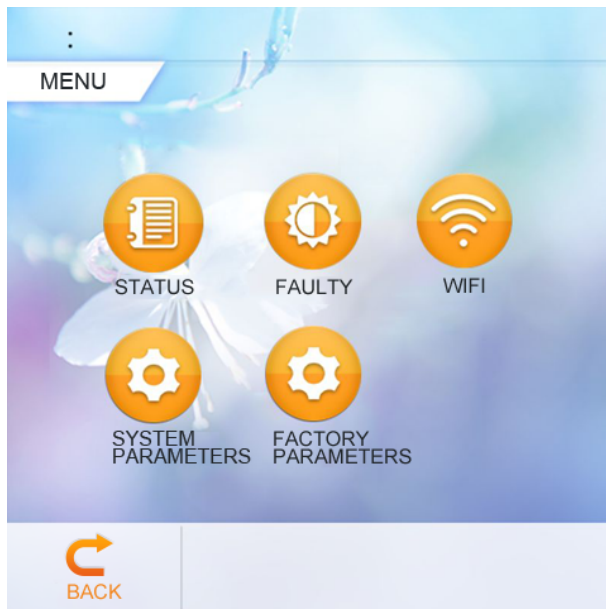 :
MENU
STATUS
FAULTY
WIFI
SYSTEM
PARAMETERS
FACTORY
PARAMETERS
BACK